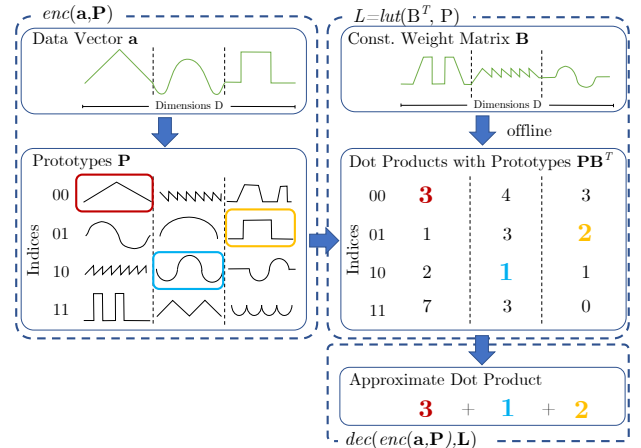 enc(a,P)
Data Vector a
Dimensions D
Prototypes P
Indices
00
01
10
11
L=lut(Bᵀ, P)
Const. Weight Matrix B
Dimensions D
offline
Dot Products with Prototypes PBᵀ
Indices
00 3 4 3
01 1 3 2
10 2 1 1
11 7 3 0
Approximate Dot Product
3 + 1 + 2
dec(enc(a,P),L)